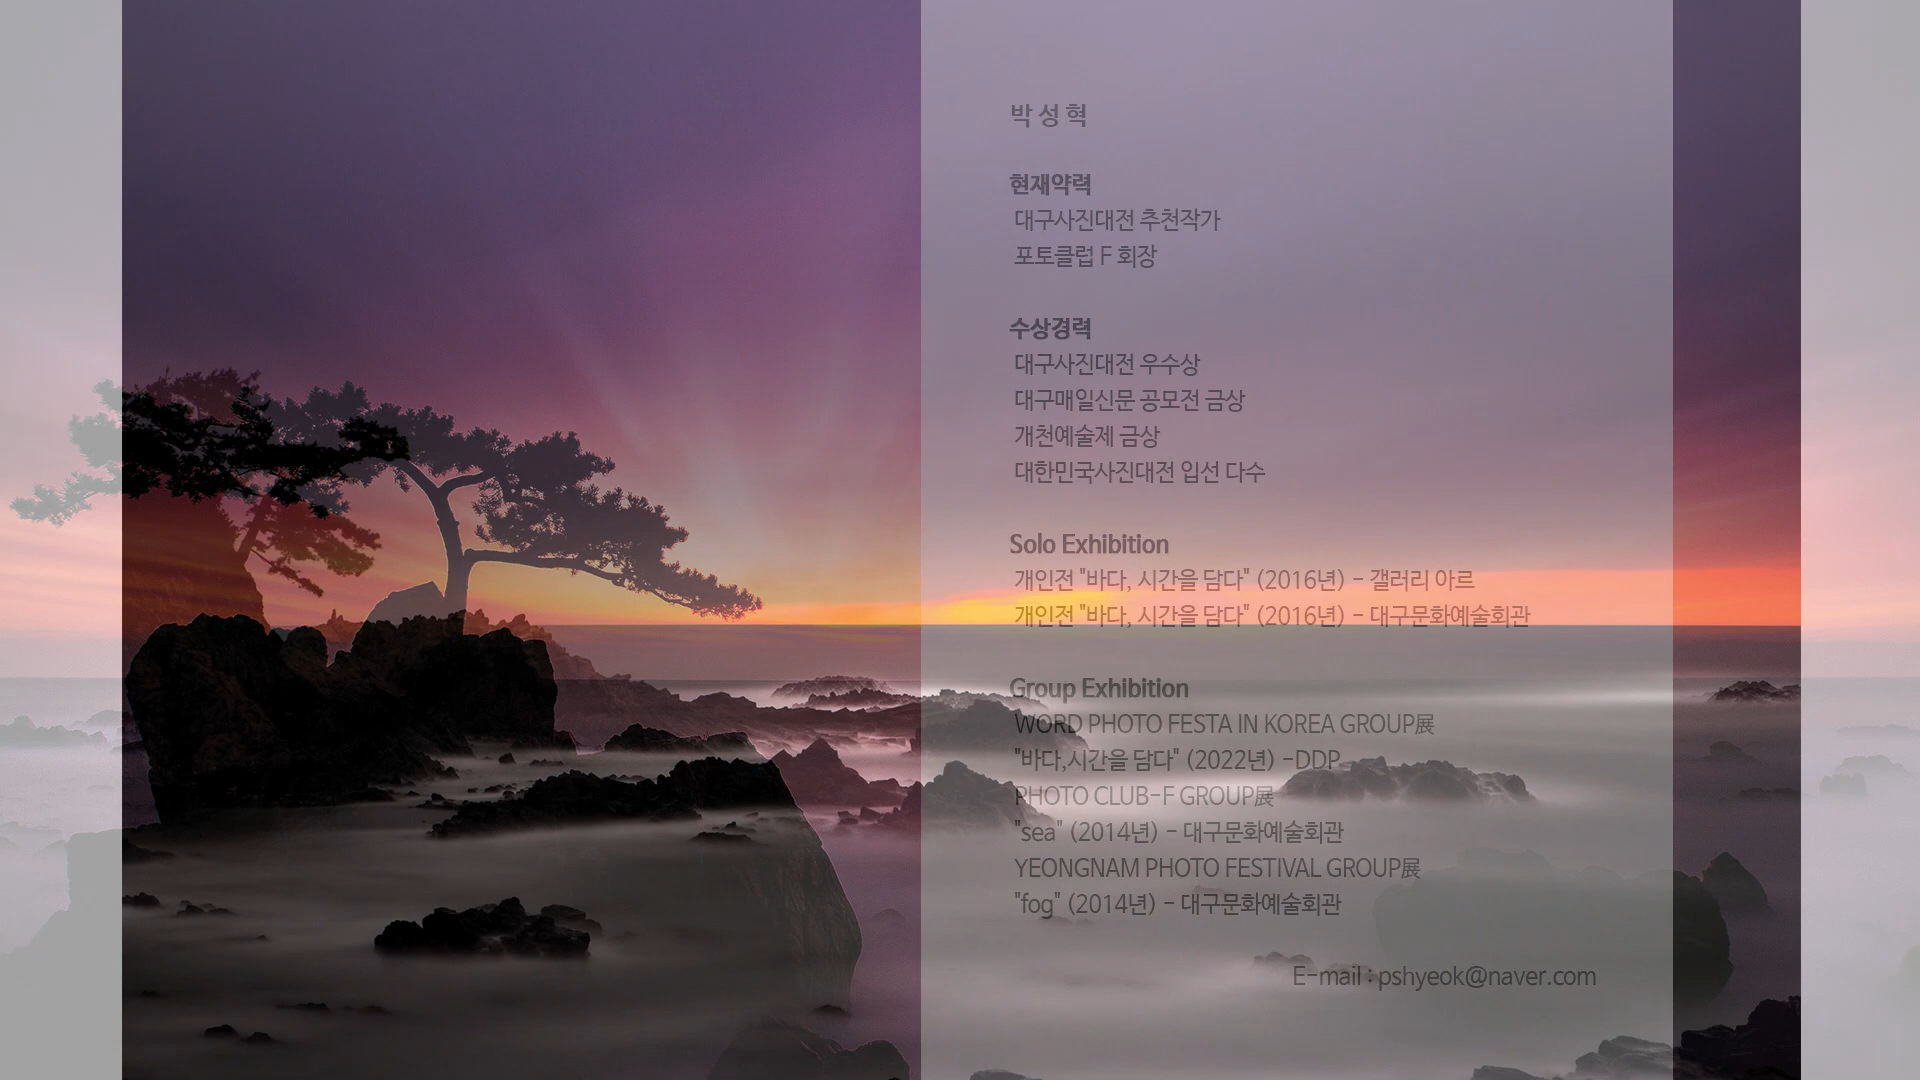 박 성 혁
현재약력
대구사진대전 추천작가
포토클럽 F 회장
수상경력
대구사진대전 우수상
대구매일신문 공모전 금상
개천예술제 금상
대한민국사진대전 입선 다수
Solo Exhibition
개인전 "바다, 시간을 담다" (2016년) - 갤러리 아르
개인전 "바다, 시간을 담다" (2016년) - 대구문화예술회관
Group Exhibition
WORD PHOTO FESTA IN KOREA GROUP展
"바다,시간을 담다" (2022년) -DDP
PHOTO CLUB-F GROUP展
"sea" (2014년) - 대구문화예술회관
YEONGNAM PHOTO FESTIVAL GROUP展
"fog" (2014년) - 대구문화예술회관
E-mail : pshyeok@naver.com